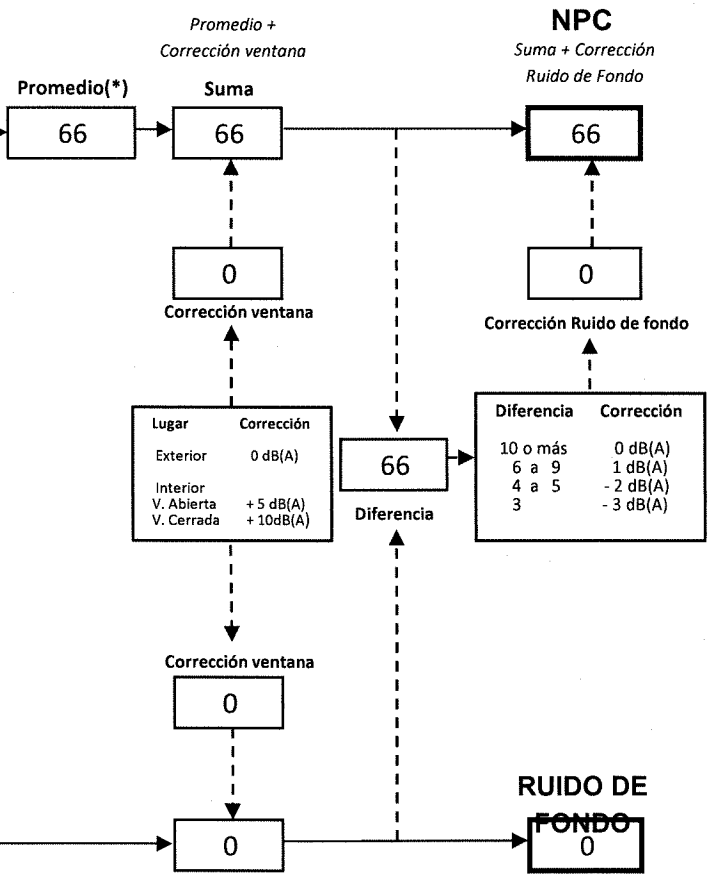 Promedio +
Corrección ventana
NPC
Suma + Corrección
Ruido de Fondo
Promedio(*)
Suma
66
66
66
0
0
Corrección ventana
Corrección Ruido de fondo
Lugar Corrección
Exterior 0 dB(A)
Interior
V. Abierta + 5 dB(A)
V. Cerrada + 10dB(A)
66
Diferencia
Diferencia Corrección
10 o más 0 dB(A)
6 a 9 1 dB(A)
4 a 5 - 2 dB(A)
3 - 3 dB(A)
Corrección ventana
0
RUIDO DE
FONDO
0
0